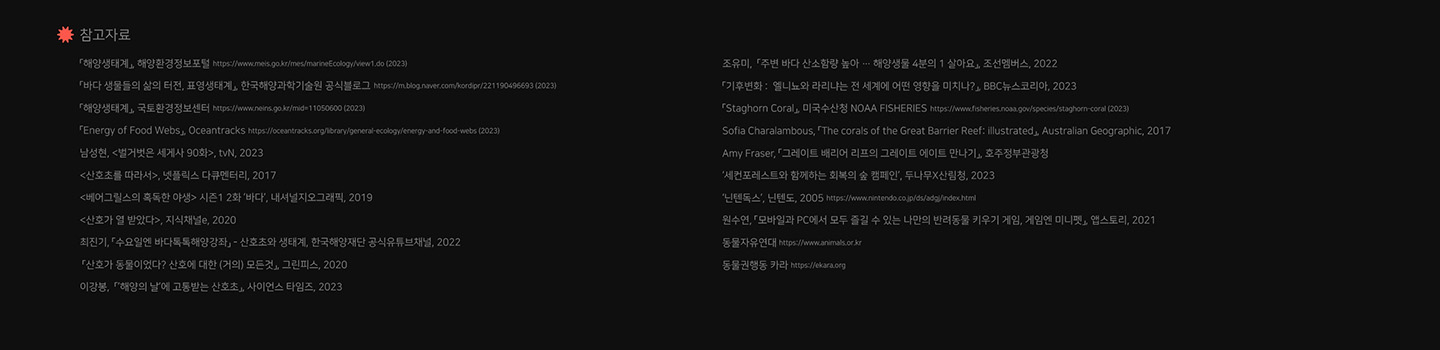 참고자료
「해양생태계」, 해양환경정보포털 https://www.meis.go.kr/mes/marineEcology/view1.do (2023)
「바다 생물들의 삶의 터전, 표영생태계」, 한국해양과학기술원 공식블로그 https://m.blog.naver.com/kordipr/221190496693 (2023)
「해양생태계」, 국토환경정보센터 https://www.neins.go.kr/mid=11050600 (2023)
「Energy of Food Webs」, Oceantracks https://oceantracks.org/library/general-ecology/energy-and-food-webs (2023)
남성현, <벌거벗은 세게사 90화>, tvN, 2023
<산호초를 따라서>, 넷플릭스 다큐멘터리, 2017
<베어그릴스의 혹독한 야생> 시즌1 2화 '바다', 내셔널지오그래픽, 2019
<산호가 열 받았다>, 지식채널e, 2020
최진기, 「수요일엔 바다톡톡해양강좌」 - 산호초와 생태계, 한국해양재단 공식유튜브채널, 2022
「산호가 동물이었다? 산호에 대한 (거의) 모든것」, 그린피스, 2020
이강봉, 「'해양의 날'에 고통받는 산호초」, 사이언스 타임즈, 2023
조유미, 「주변 바다 산소함량 높아 … 해양생물 4분의 1 살아요」, 조선멤버스, 2022
「기후변화 : 엘니뇨와 라리냐는 전 세계에 어떤 영향을 미치나?」, BBC뉴스코리아, 2023
「Staghorn Coral」, 미국수산청 NOAA FISHERIES https://www.fisheries.noaa.gov/species/staghorn-coral (2023)
Sofia Charalambous, 「The corals of the Great Barrier Reef: illustrated」, Australian Geographic, 2017
Amy Fraser, 「그레이트 배리어 리프의 그레이트 에이트 만나기」, 호주정부관광청
'세컨포레스트와 함께하는 회복의 숲 캠페인', 두나무X산림청, 2023
'닌텐독스', 닌텐도, 2005 https://www.nintendo.co.jp/ds/adgj/index.html
원수연, 「모바일과 PC에서 모두 즐길 수 있는 나만의 반려동물 키우기 게임, 게임엔 미니펫」, 앱스토리, 2021
동물자유연대 https://www.animals.or.kr
동물권행동 카라 https://ekara.org